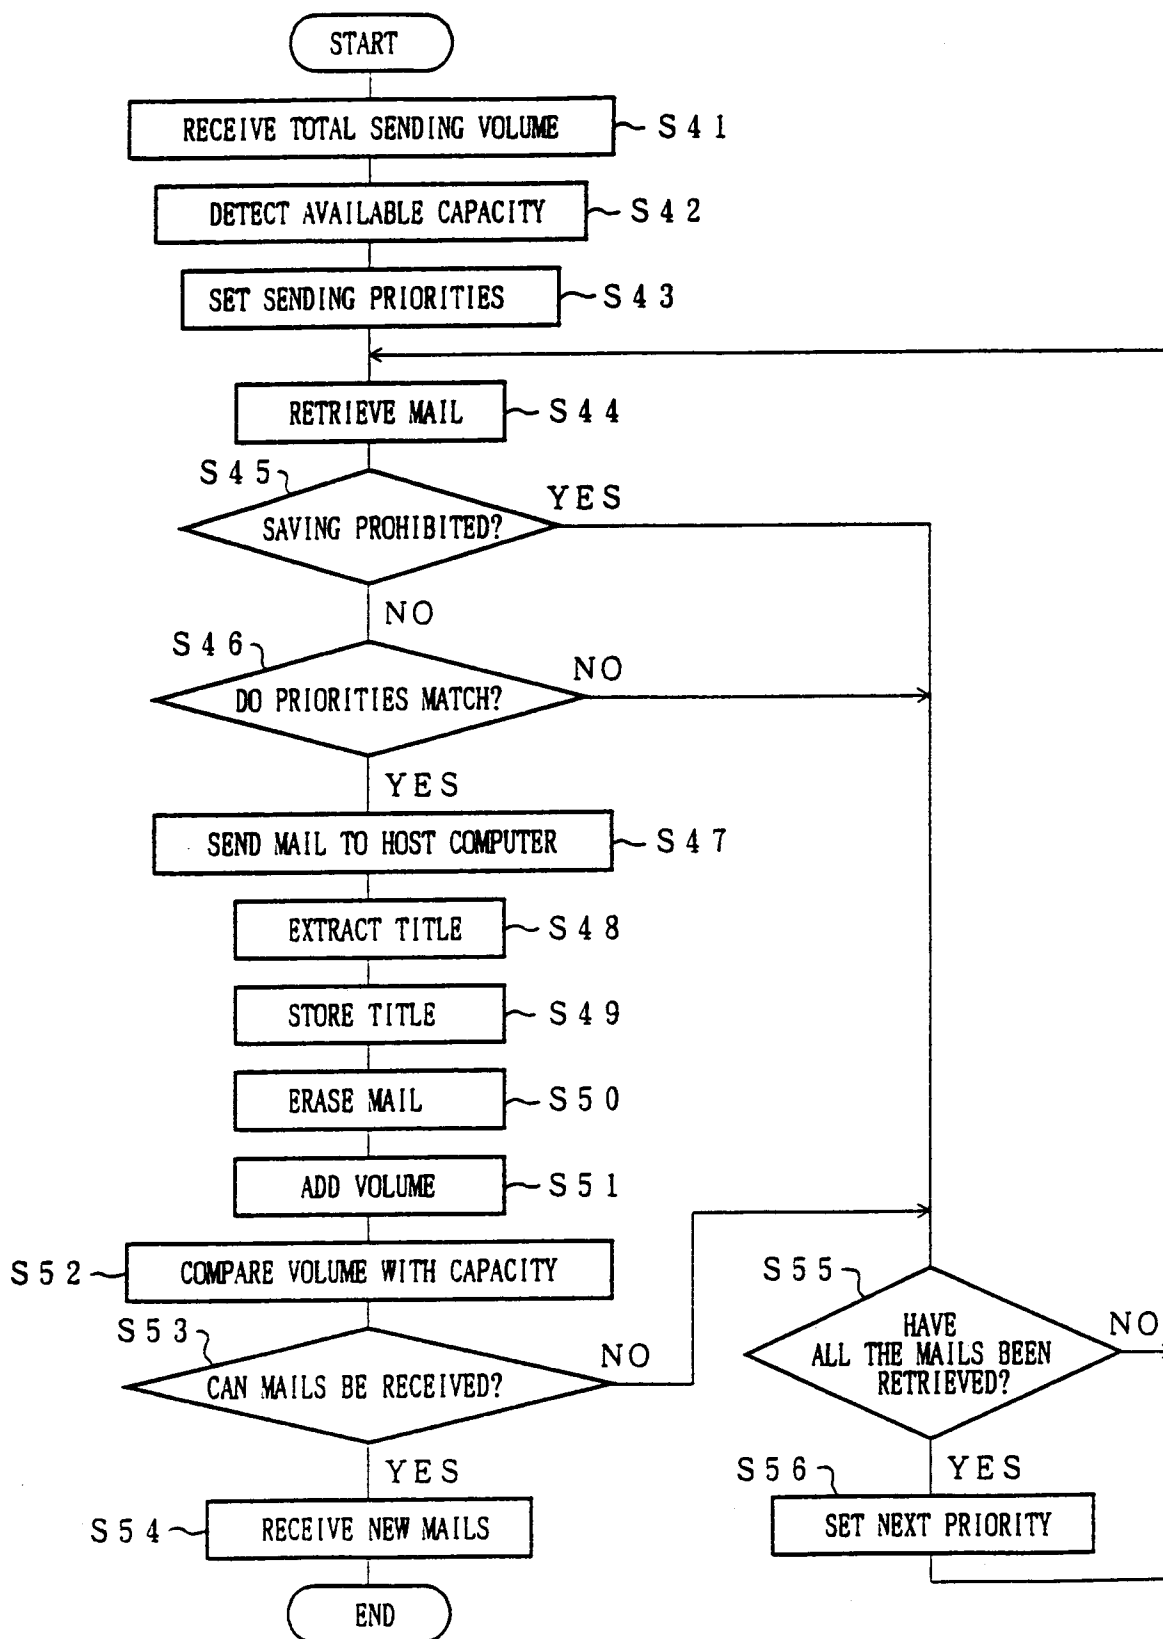 START
RECEIVE TOTAL SENDING VOLUME
S41
DETECT AVAILABLE CAPACITY
S42
SET SENDING PRIORITIES
S43
RETRIEVE MAIL
S44
S45
YES
SAVING PROHIBITED?
NO
S46
NO
DO PRIORITIES MATCH?
YES
SEND MAIL TO HOST COMPUTER
S47
EXTRACT TITLE
S48
STORE TITLE
S49
ERASE MAIL
S50
ADD VOLUME
S51
S52
COMPARE VOLUME WITH CAPACITY
S53
NO
CAN MAILS BE RECEIVED?
YES
S54
RECEIVE NEW MAILS
END
S55
NO
HAVE
ALL THE MAILS BEEN
RETRIEVED?
S56
YES
SET NEXT PRIORITY